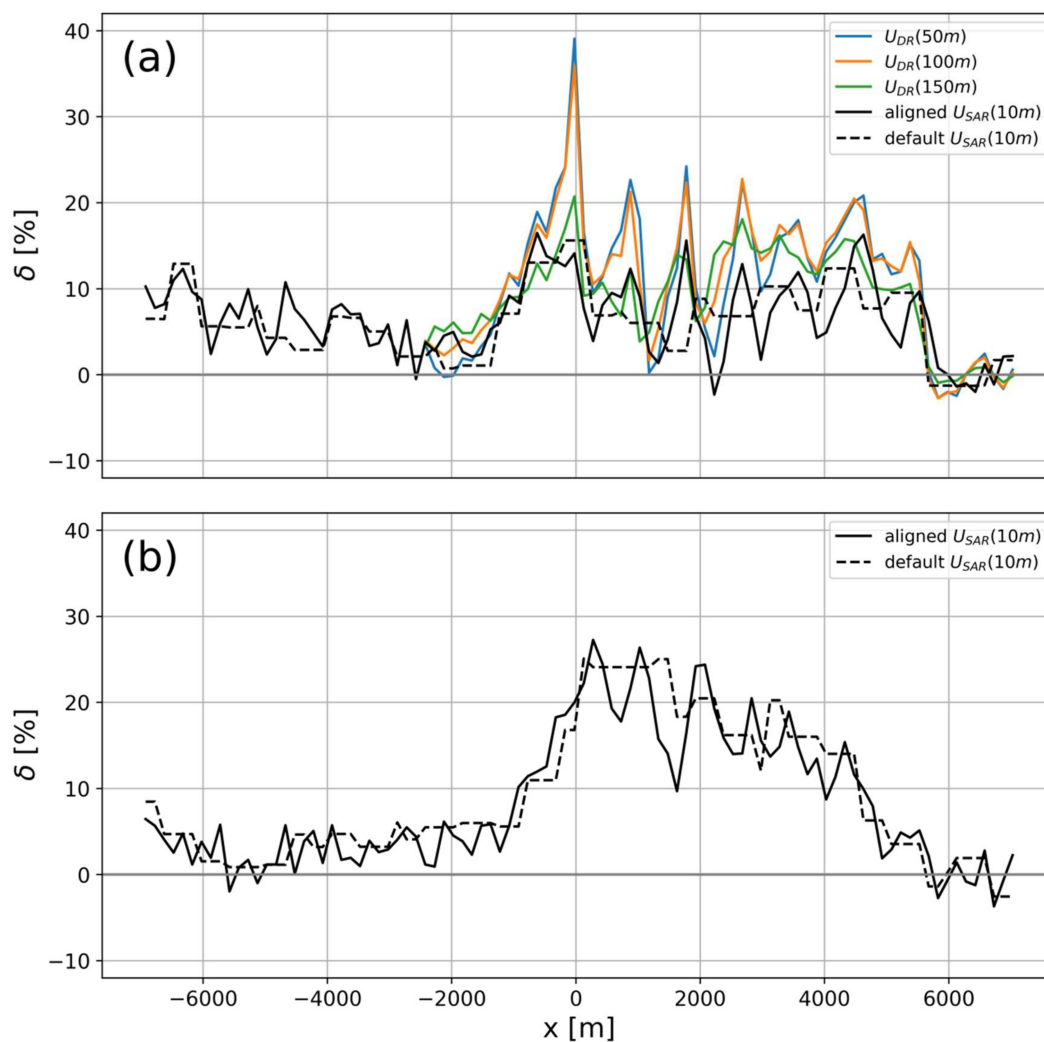 (a)
U_DR(50m)
U_DR(100m)
U_DR(150m)
aligned U_SAR(10m)
default U_SAR(10m)
40
30
20
10
0
−10
δ [%]
(b)
aligned U_SAR(10m)
default U_SAR(10m)
40
30
20
10
0
−10
δ [%]
−6000 −4000 −2000 0 2000 4000 6000
x [m]